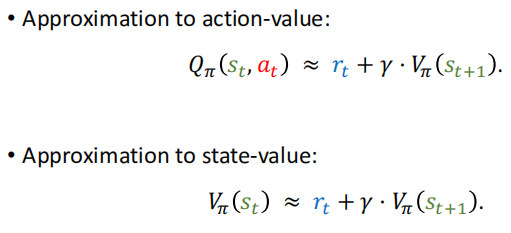 • Approximation to action-value:
Qπ(st, at) ≈ rt + γ · Vπ(st+1).
• Approximation to state-value:
Vπ(st) ≈ rt + γ · Vπ(st+1).